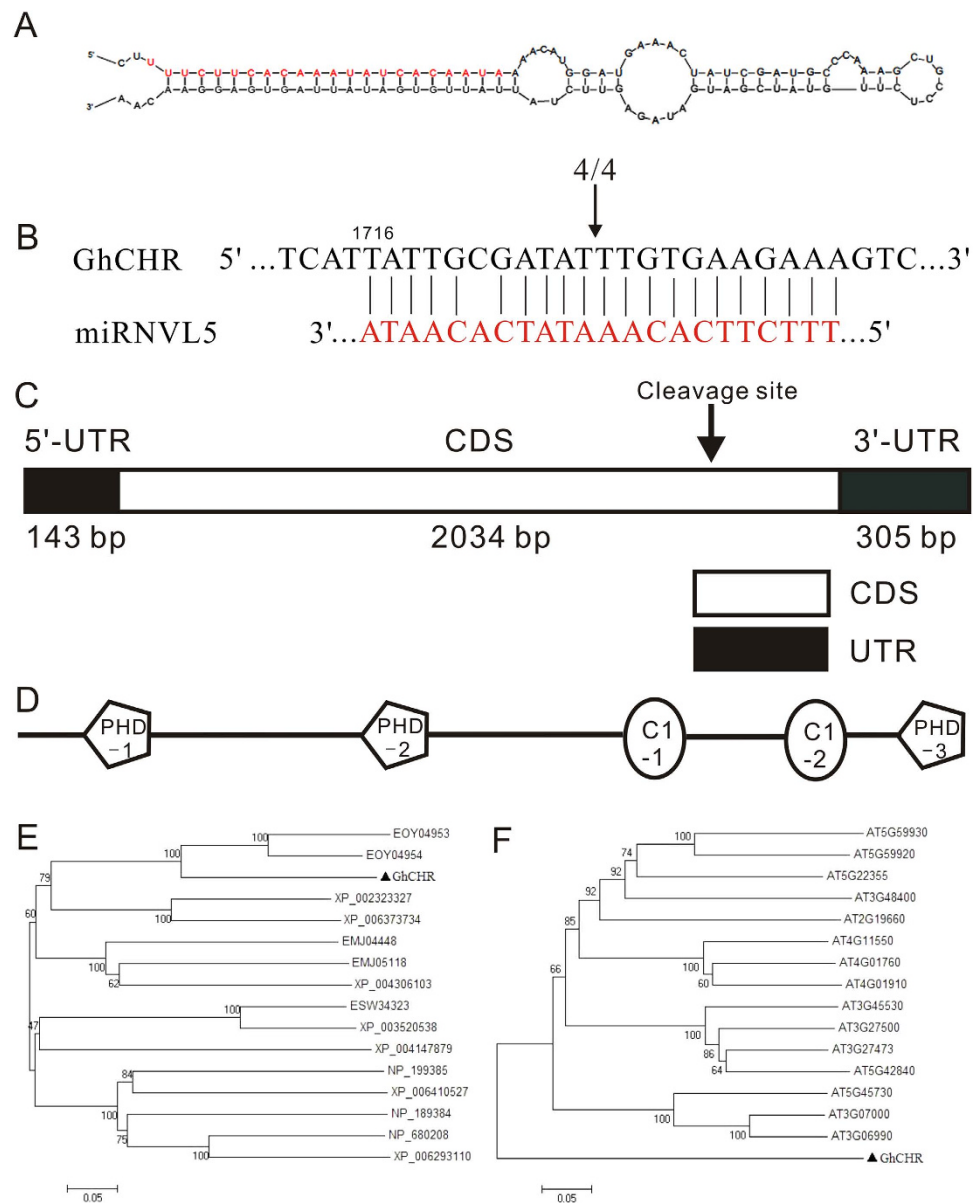 A
5'
CUUUUCUUCACAAAUAUCACAAUAAAACAUGGAUGAAACUAUCGAUGCCCAAAGCUG
3'
4/4
B
1716
GhCHR 5' ...TCATTATTGCGATATTTGTGAAGAAAGTC...3'
miRNVL5 3'...ATAACACTATAAACACTTCTTT...5'
C
Cleavage site
5'-UTR CDS 3'-UTR
143 bp 2034 bp 305 bp
CDS
UTR
D
PHD
-1
PHD
-2
C1
-1
C1
-2
PHD
-3
E
EOY04953
EOY04954
▲GhCHR
XP_002323327
XP_006373734
EMJ04448
EMJ05118
XP_004306103
ESW34323
XP_003520538
XP_004147879
NP_199385
XP_006410527
NP_189384
NP_680208
XP_006293110
100
100
79
100
60
100
62
100
47
84
100
75
100
0.05
F
AT5G59930
AT5G59920
AT5G22355
AT3G48400
AT2G19660
AT4G11550
AT4G01760
AT4G01910
AT3G45530
AT3G27500
AT3G27473
AT5G42840
AT5G45730
AT3G07000
AT3G06990
▲GhCHR
100
74
92
92
85
100
60
66
100
86
64
100
100
0.05